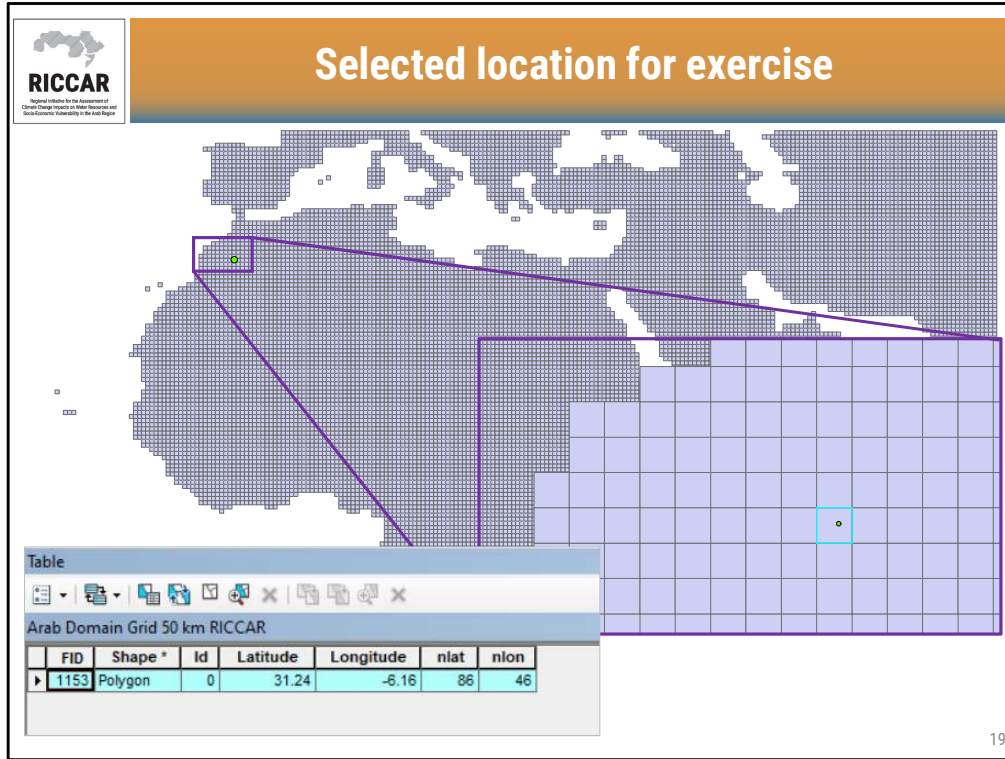 RICCAR
Regional Initiative for the Assessment of
Climate Change Impacts on Water Resources and
Socio-Economic Vulnerability in the Arab Region
Selected location for exercise
Table
Arab Domain Grid 50 km RICCAR
FID Shape * Id Latitude Longitude nlat nlon
1153 Polygon 0 31.24 -6.16 86 46
19